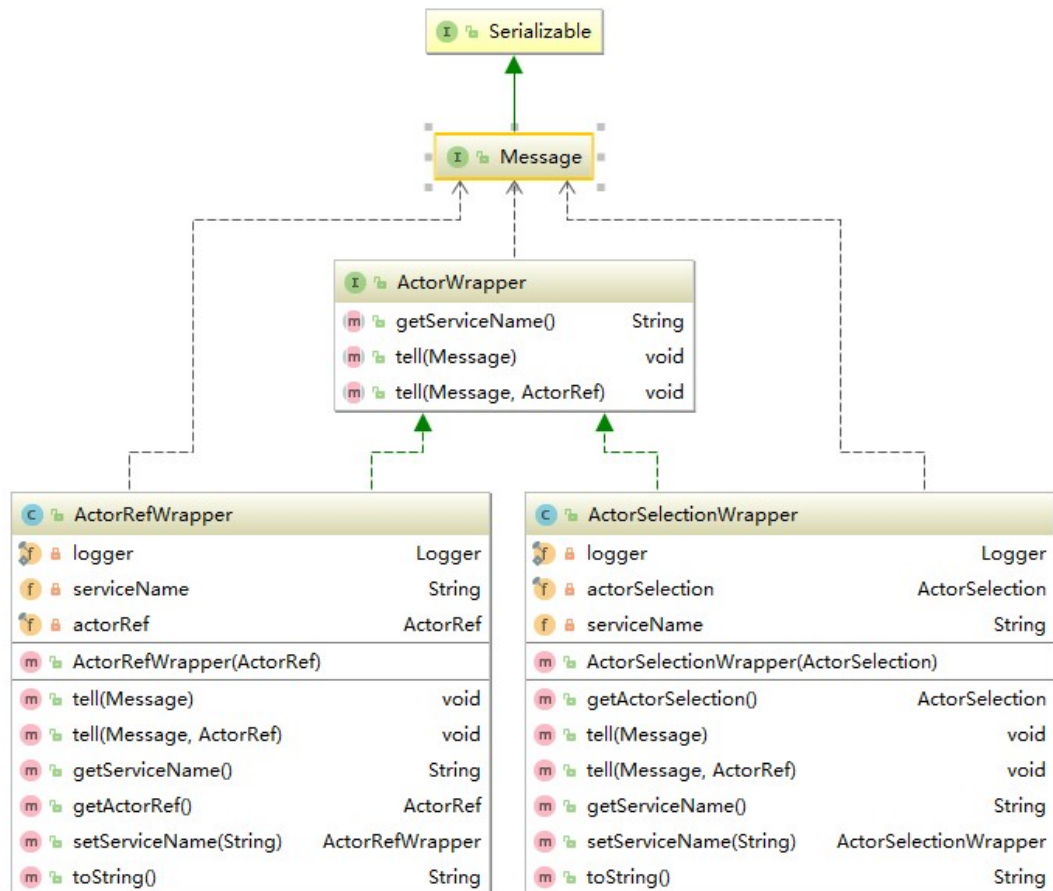 I Serializable
I Message
I ActorWrapper
m getServiceName() String
m tell(Message) void
m tell(Message, ActorRef) void
C ActorRefWrapper
f logger Logger
f serviceName String
f actorRef ActorRef
m ActorRefWrapper(ActorRef)
m tell(Message) void
m tell(Message, ActorRef) void
m getServiceName() String
m getActorRef() ActorRef
m setServiceName(String) ActorRefWrapper
m toString() String
C ActorSelectionWrapper
f logger Logger
f actorSelection ActorSelection
f serviceName String
m ActorSelectionWrapper(ActorSelection)
m getActorSelection() ActorSelection
m tell(Message) void
m tell(Message, ActorRef) void
m getServiceName() String
m setServiceName(String) ActorSelectionWrapper
m toString() String